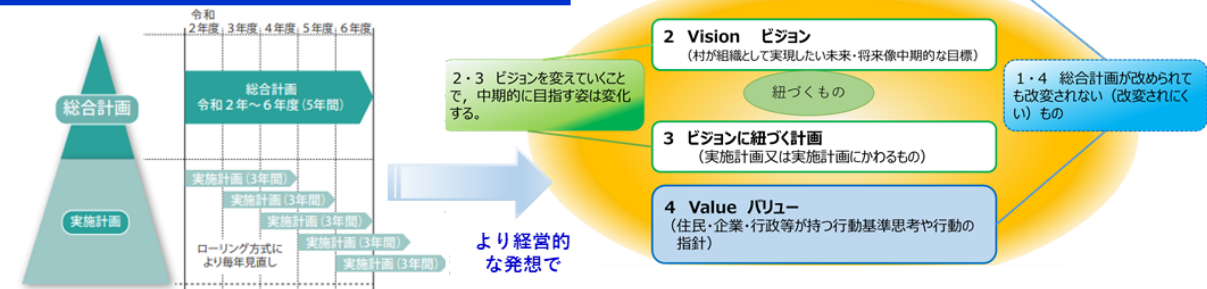 令和
2年度 3年度 4年度 5年度 6年度
総合計画
令和2年～6年度(5年間)
総合計画
実施計画(3年間)
実施計画(3年間)
実施計画(3年間)
実施計画(3年間)
実施計画(3年間)
実施計画
ローリング方式に
より毎年見直し
より経営的
な発想で
2・3 ビジョンを変えていくこと
で，中期的に目指す姿は変化
する。
2 Vision ビジョン
（村が組織として実現したい未来・将来像中期的な目標）
紐づくもの
3 ビジョンに紐づく計画
（実施計画又は実施計画にかわるもの）
4 Value バリュー
（住民・企業・行政等が持つ行動基準思考や行動の
指針）
1・4 総合計画が改められて
も改変されない（改変されにく
い）もの